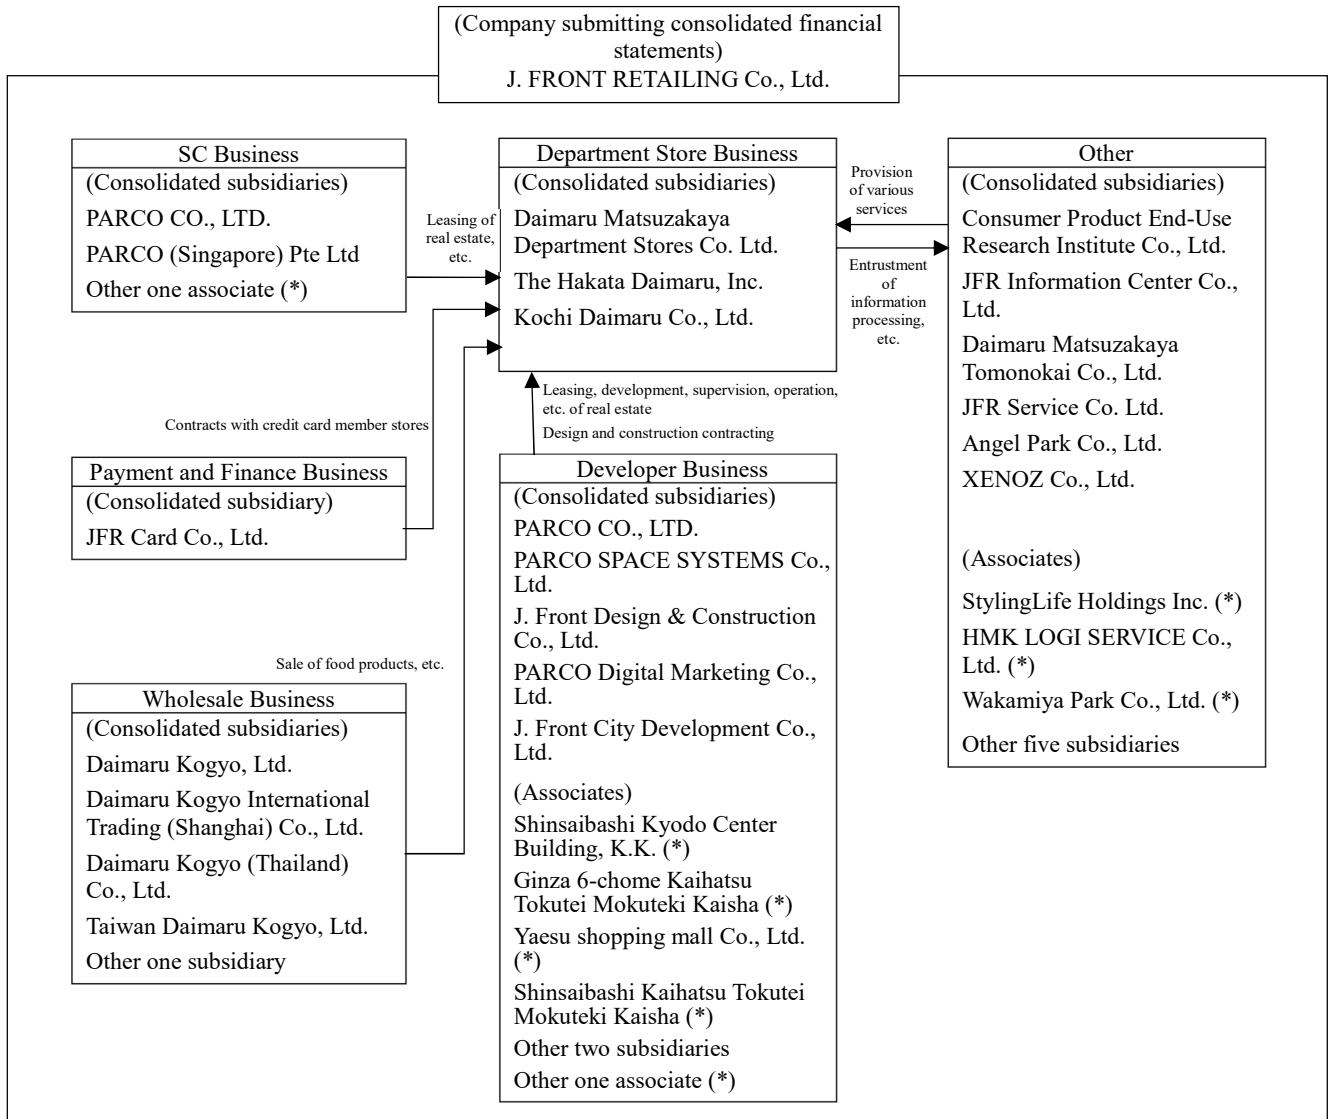 (Company submitting consolidated financial
statements)
J. FRONT RETAILING Co., Ltd.
SC Business
(Consolidated subsidiaries)
PARCO CO., LTD.
PARCO (Singapore) Pte Ltd
Other one associate (*)
Leasing of
real estate,
etc.
Department Store Business
(Consolidated subsidiaries)
Daimaru Matsuzakaya
Department Stores Co. Ltd.
The Hakata Daimaru, Inc.
Kochi Daimaru Co., Ltd.
Provision
of various
services
Entrustment
of
information
processing,
etc.
Other
(Consolidated subsidiaries)
Consumer Product End-Use
Research Institute Co., Ltd.
JFR Information Center Co.,
Ltd.
Daimaru Matsuzakaya
Tomonokai Co., Ltd.
JFR Service Co. Ltd.
Angel Park Co., Ltd.
XENOZ Co., Ltd.
(Associates)
StylingLife Holdings Inc. (*)
HMK LOGI SERVICE Co.,
Ltd. (*)
Wakamiya Park Co., Ltd. (*)
Other five subsidiaries
Contracts with credit card member stores
Payment and Finance Business
(Consolidated subsidiary)
JFR Card Co., Ltd.
Leasing, development, supervision, operation,
etc. of real estate
Design and construction contracting
Developer Business
(Consolidated subsidiaries)
PARCO CO., LTD.
PARCO SPACE SYSTEMS Co.,
Ltd.
J. Front Design & Construction
Co., Ltd.
PARCO Digital Marketing Co.,
Ltd.
J. Front City Development Co.,
Ltd.
(Associates)
Shinsaibashi Kyodo Center
Building, K.K. (*)
Ginza 6-chome Kaihatsu
Tokutei Mokuteki Kaisha (*)
Yaesu shopping mall Co., Ltd.
(*)
Shinsaibashi Kaihatsu Tokutei
Mokuteki Kaisha (*)
Other two subsidiaries
Other one associate (*)
Sale of food products, etc.
Wholesale Business
(Consolidated subsidiaries)
Daimaru Kogyo, Ltd.
Daimaru Kogyo International
Trading (Shanghai) Co., Ltd.
Daimaru Kogyo (Thailand)
Co., Ltd.
Taiwan Daimaru Kogyo, Ltd.
Other one subsidiary